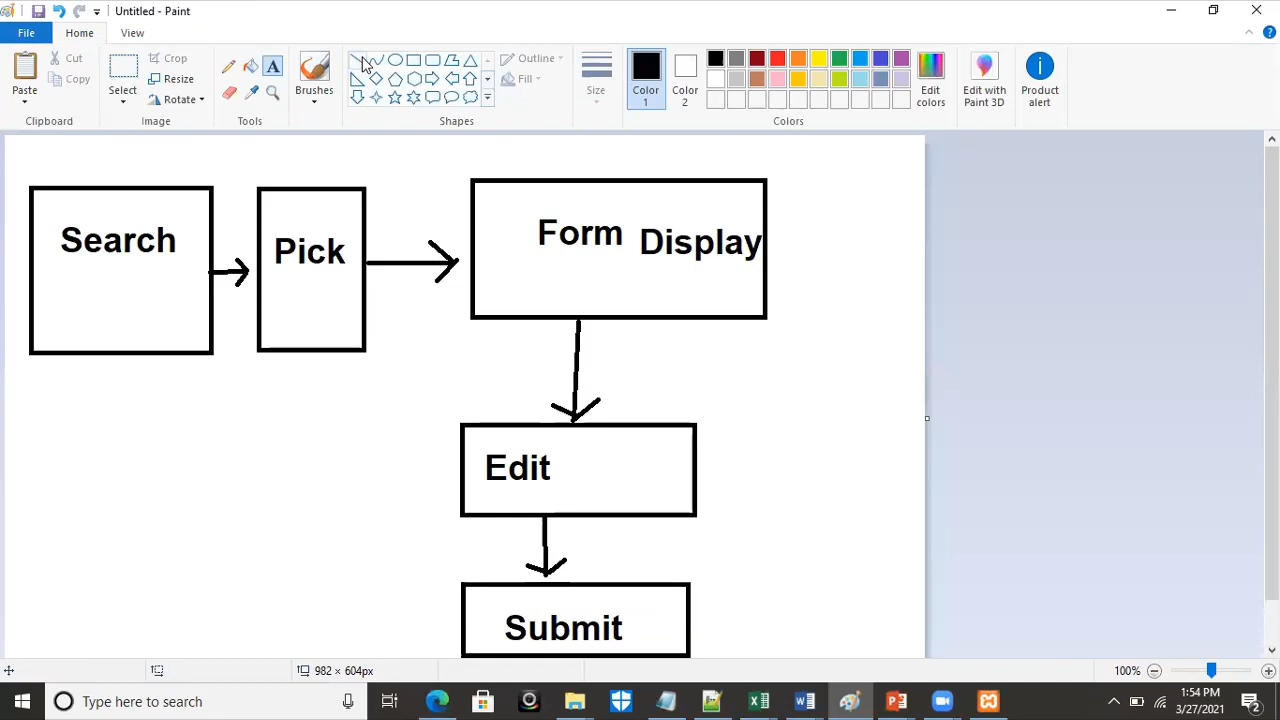 Untitled - Paint
File
Home
View
Paste
Cut
Copy
Clipboard
Select
Crop
Resize
Rotate
Image
A
Tools
Brushes
Outline
Fill
Shapes
Size
Color 1
Color 2
Edit colors
Colors
Edit with Paint 3D
Product alert
Search
Pick
Form Display
Edit
Submit
982 × 604px
100%
Type here to search
1:54 PM
3/27/2021
2